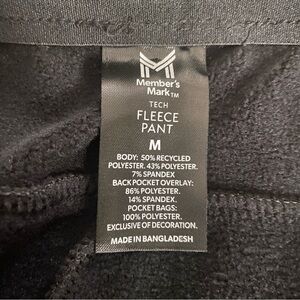 Member's
Mark™
TECH
FLEECE
PANT
M
BODY: 50% RECYCLED
POLYESTER. 43% POLYESTER.
7% SPANDEX
BACK POCKET OVERLAY:
86% POLYESTER.
14% SPANDEX.
POCKET BAGS:
100% POLYESTER.
EXCLUSIVE OF DECORATION.
MADE IN BANGLADESH